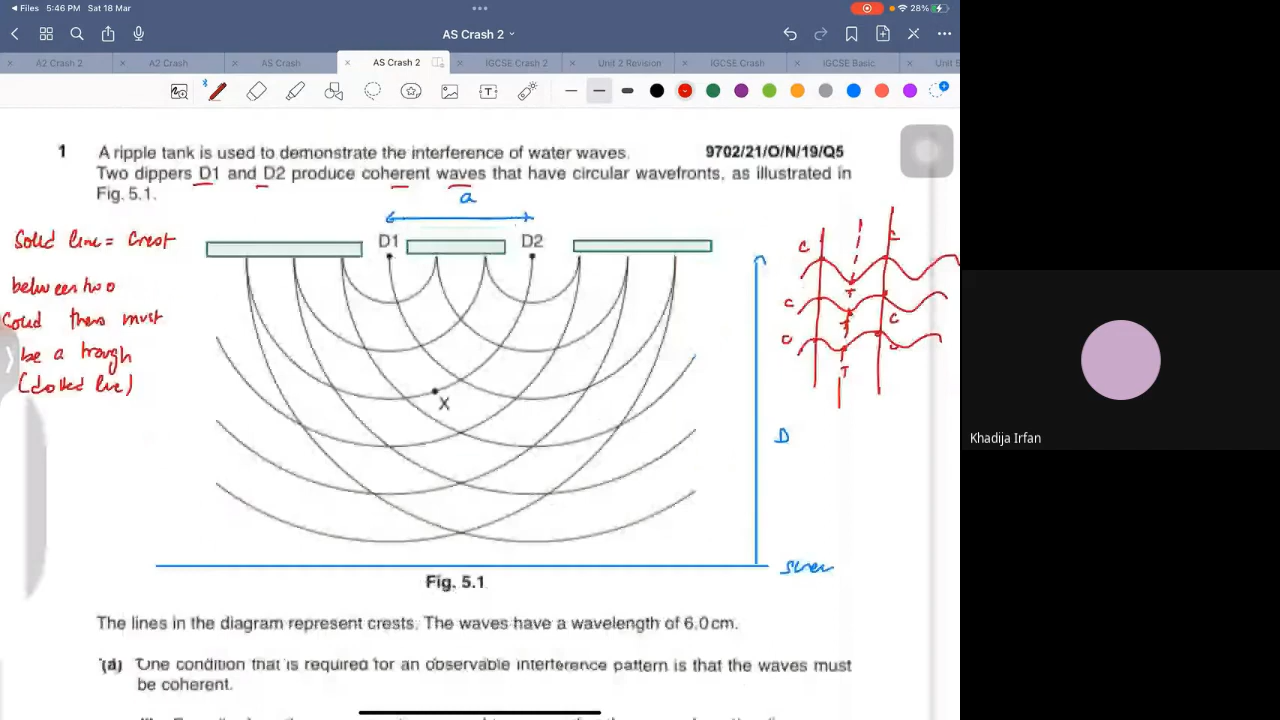 Files 5:46 PM Sat 18 Mar 28%
AS Crash 2
A2 Crash 2 A2 Crash AS Crash AS Crash 2 IGCSE Crash 2 Unit 2 Revision IGCSE Crash IGCSE Basic Unit 5
1 A ripple tank is used to demonstrate the interference of water waves. 9702/21/O/N/19/Q5
Two dippers D1 and D2 produce coherent waves that have circular wavefronts, as illustrated in
Fig. 5.1.
a
D1 D2
Solid line = Crest
between two
there must
be a trough
(dotted line)
C C
T
C C
T
C
T
X
D
Khadija Irfan
Fig. 5.1
The lines in the diagram represent crests. The waves have a wavelength of 6.0 cm.
(a) One condition that is required for an observable interference pattern is that the waves must
be coherent.